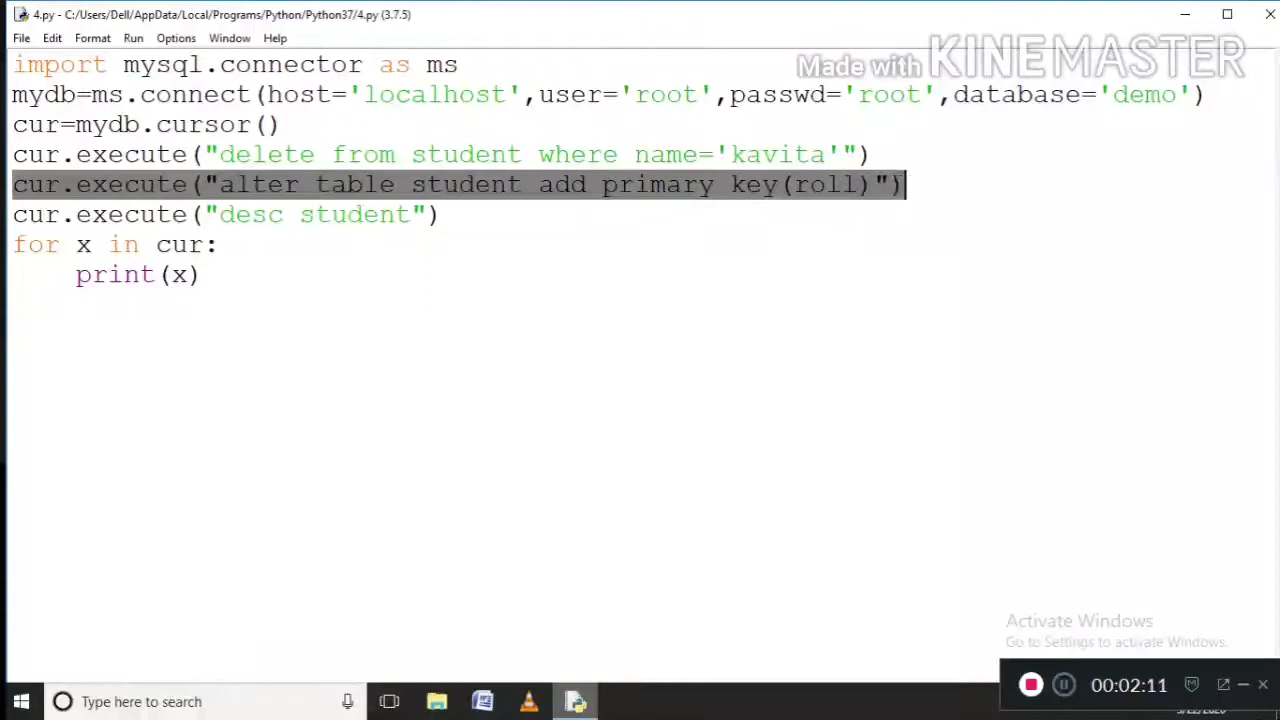 4.py - C:/Users/Dell/AppData/Local/Programs/Python/Python37/4.py (3.7.5)
File Edit Format Run Options Window Help
Made with KINEMASTER
import mysql.connector as ms
mydb=ms.connect(host='localhost',user='root',passwd='root',database='demo')
cur=mydb.cursor()
cur.execute("delete from student where name='kavita'")
cur.execute("alter table student add primary key(roll)")
cur.execute("desc student")
for x in cur:
    print(x)
Activate Windows
Go to Settings to activate Windows.
Type here to search
00:02:11